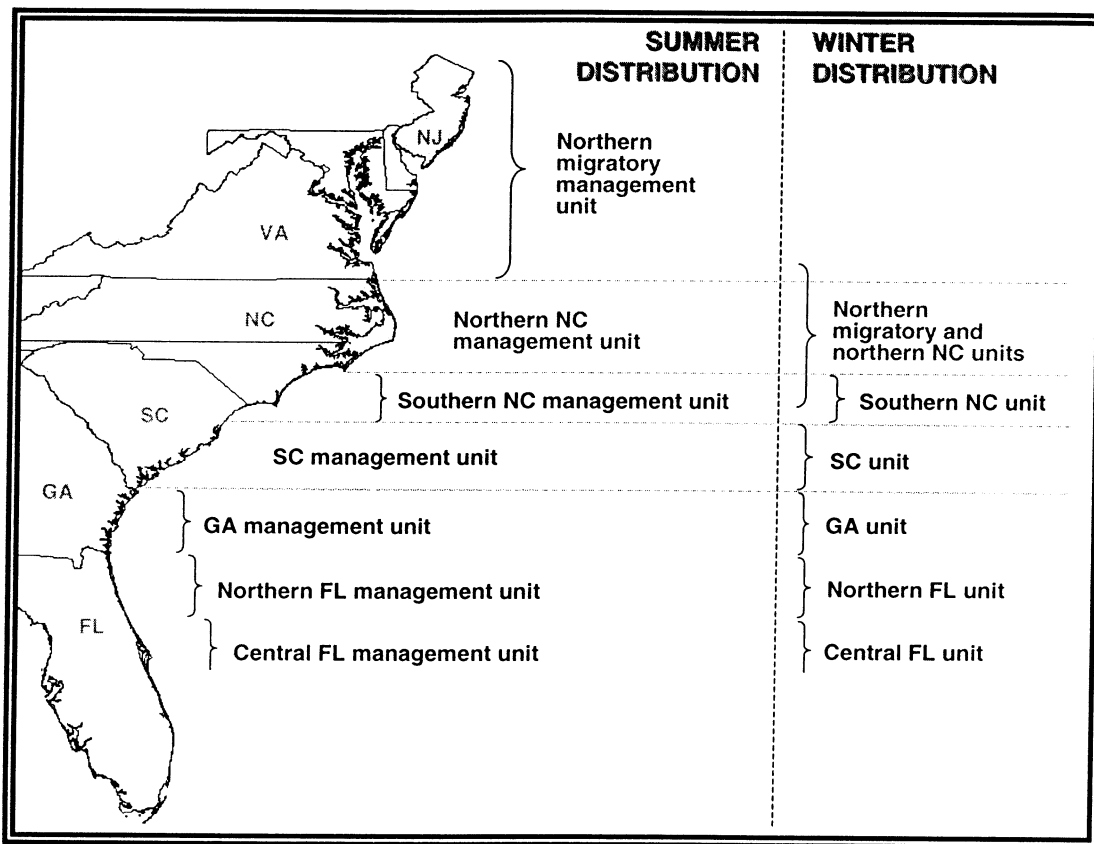 SUMMER
DISTRIBUTION
WINTER
DISTRIBUTION
NJ
Northern
migratory
management
unit
VA
NC
Northern NC
management unit
Northern
migratory and
northern NC units
SC
Southern NC management unit
Southern NC unit
SC management unit
SC unit
GA
GA management unit
GA unit
Northern FL management unit
Northern FL unit
FL
Central FL management unit
Central FL unit